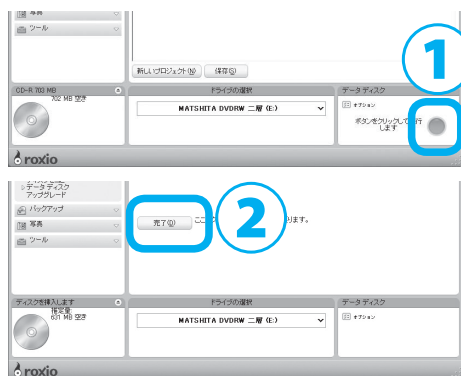 写真
ツール
新しいプロジェクト(N)
保存(S)
1
CD-R 703 MB
702 MB 空き
ドライブの選択
MATSHITA DVDRW 二層 (E:)
データ ディスク
オプション
ボタンをクリックして
行
します
roxio
データ ディスク
アップグレード
バックアップ
写真
ツール
完了(D)
2
ります。
ディスクを挿入します
推定量
631 MB 空き
ドライブの選択
MATSHITA DVDRW 二層 (E:)
データ ディスク
オプション
roxio